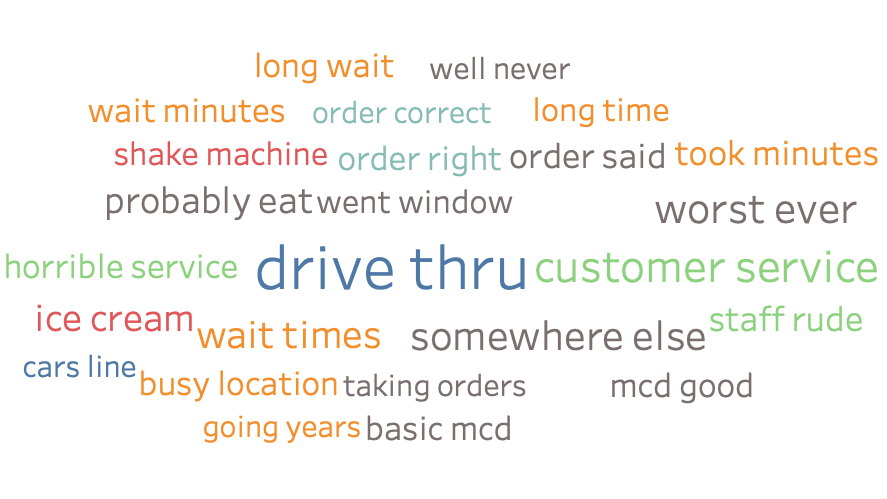 long wait well never
wait minutes order correct long time
shake machine order right order said took minutes
probably eat went window worst ever
horrible service drive thru customer service
ice cream wait times somewhere else staff rude
cars line busy location taking orders mcd good
going years basic mcd